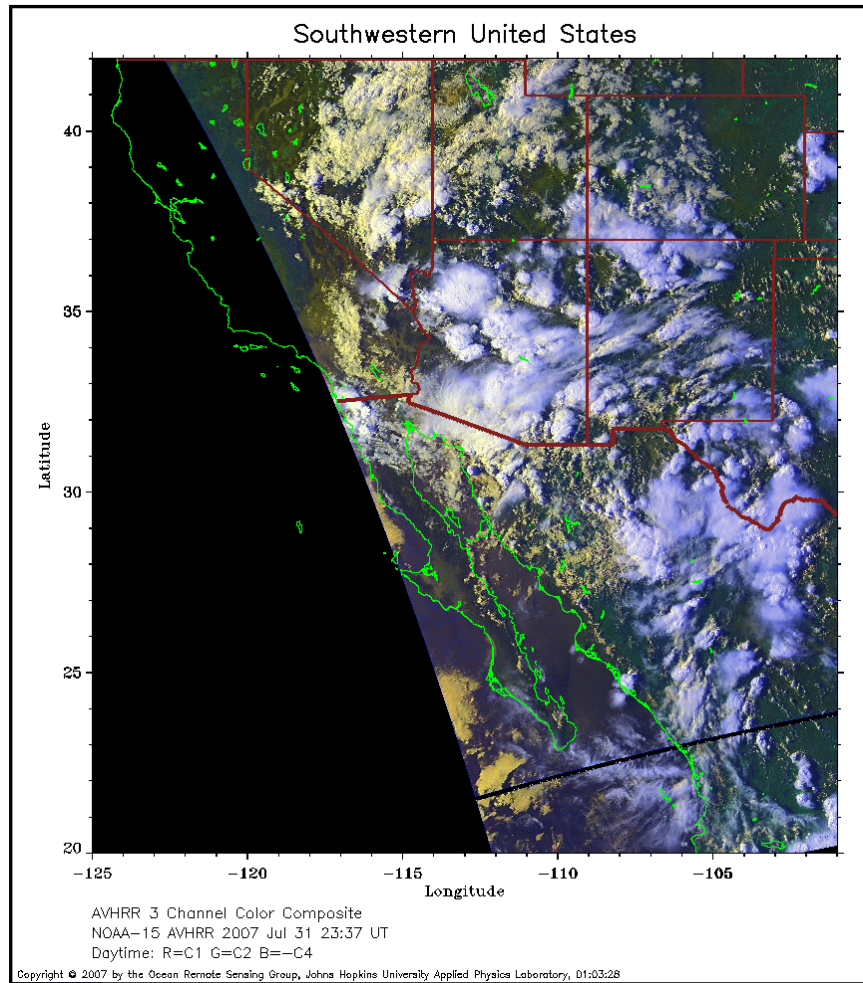 Southwestern United States
40
35
30
25
20
Latitude
-125
-120
-115
-110
-105
Longitude
AVHRR 3 Channel Color Composite
NOAA-15 AVHRR 2007 Jul 31 23:37 UT
Daytime: R=C1 G=C2 B=-C4
Copyright © 2007 by the Ocean Remote Sensing Group, Johns Hopkins University Applied Physics Laboratory, 01:03:28